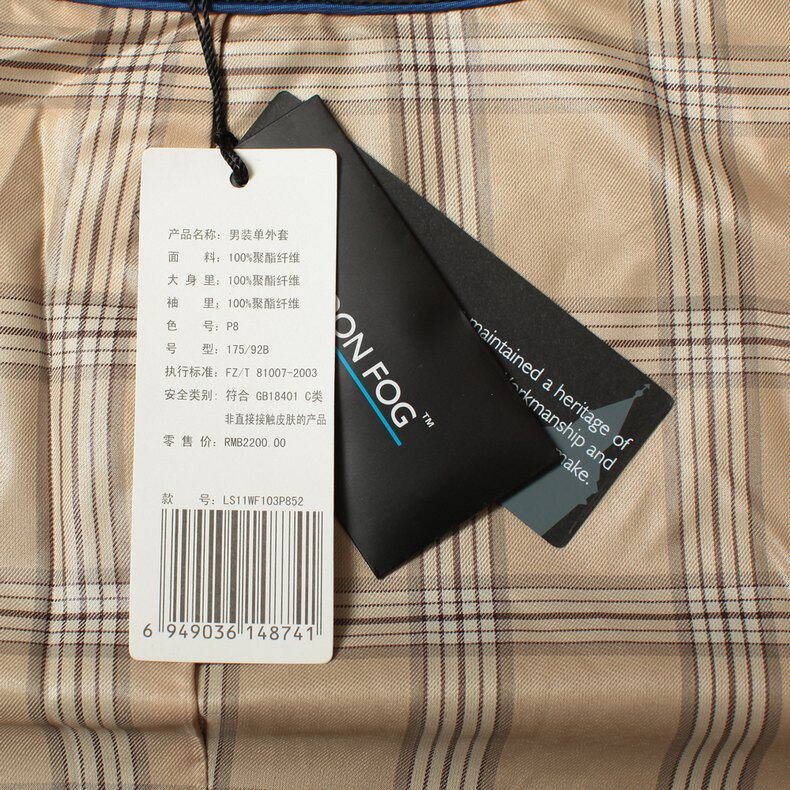 产品名称: 男装单外套
面 料: 100%聚酯纤维
大 身 里: 100%聚酯纤维
袖 里: 100%聚酯纤维
色 号: P8
号 型: 175/92B
执行标准: FZ/T 81007-2003
安全类别: 符合 GB18401 C类
非直接接触皮肤的产品
零 售 价: RMB2200.00
款 号: LS11WF103P852
6 949036 148741
ON FOG ™
maintained a heritage of
manship and
make.